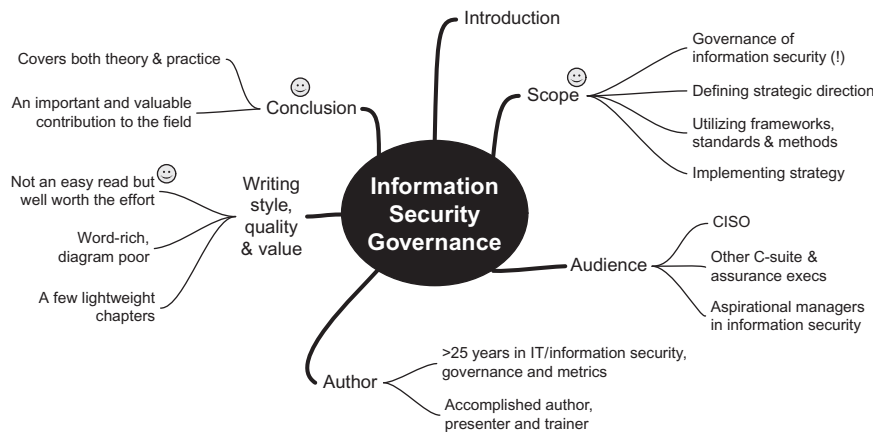 Introduction
Governance of
information security (!)
Scope
Defining strategic direction
Utilizing frameworks,
standards & methods
Implementing strategy
CISO
Audience
Other C-suite &
assurance execs
Aspirational managers
in information security
>25 years in IT/information security,
governance and metrics
Author
Accomplished author,
presenter and trainer
Writing
style,
quality
& value
Not an easy read but
well worth the effort
Word-rich,
diagram poor
A few lightweight
chapters
Conclusion
Covers both theory & practice
An important and valuable
contribution to the field
Information
Security
Governance